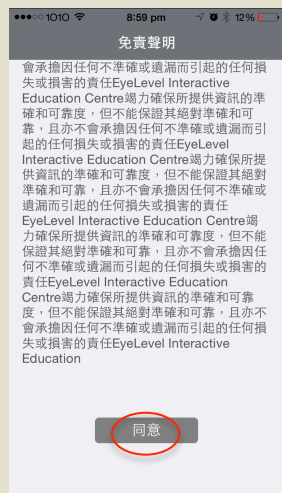 1010 8:59 pm 12%
免責聲明
會承擔因任何不準確或遺漏而引起的任何損
失或損害的責任EyeLevel Interactive
Education Centre竭力確保所提供資訊的準
確和可靠度，但不能保證其絕對準確和可
靠，且亦不會承擔因任何不準確或遺漏而引
起的任何損失或損害的責任EyeLevel
Interactive Education Centre竭力確保所提
供資訊的準確和可靠度，但不能保證其絕對
準確和可靠，且亦不會承擔因任何不準確或
遺漏而引起的任何損失或損害的責任
EyeLevel Interactive Education Centre竭
力確保所提供資訊的準確和可靠度，但不能
保證其絕對準確和可靠，且亦不會承擔因任
何不準確或遺漏而引起的任何損失或損害的
責任EyeLevel Interactive Education
Centre竭力確保所提供資訊的準確和可靠
度，但不能保證其絕對準確和可靠，且亦不
會承擔因任何不準確或遺漏而引起的任何損
失或損害的責任EyeLevel Interactive
Education
同意